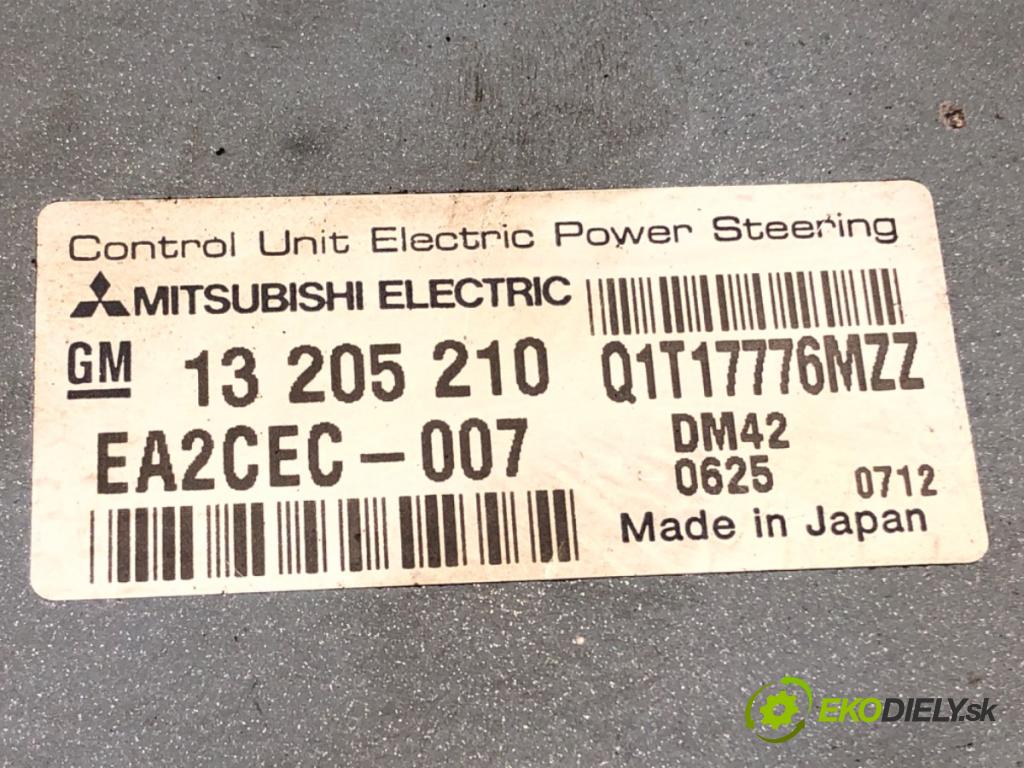 Control Unit Electric Power Steering
MITSUBISHI ELECTRIC
GM 13 205 210 Q1T17776MZZ
EA2CEC-007 DM42
0625 0712
Made in Japan
EKODIELY.sk